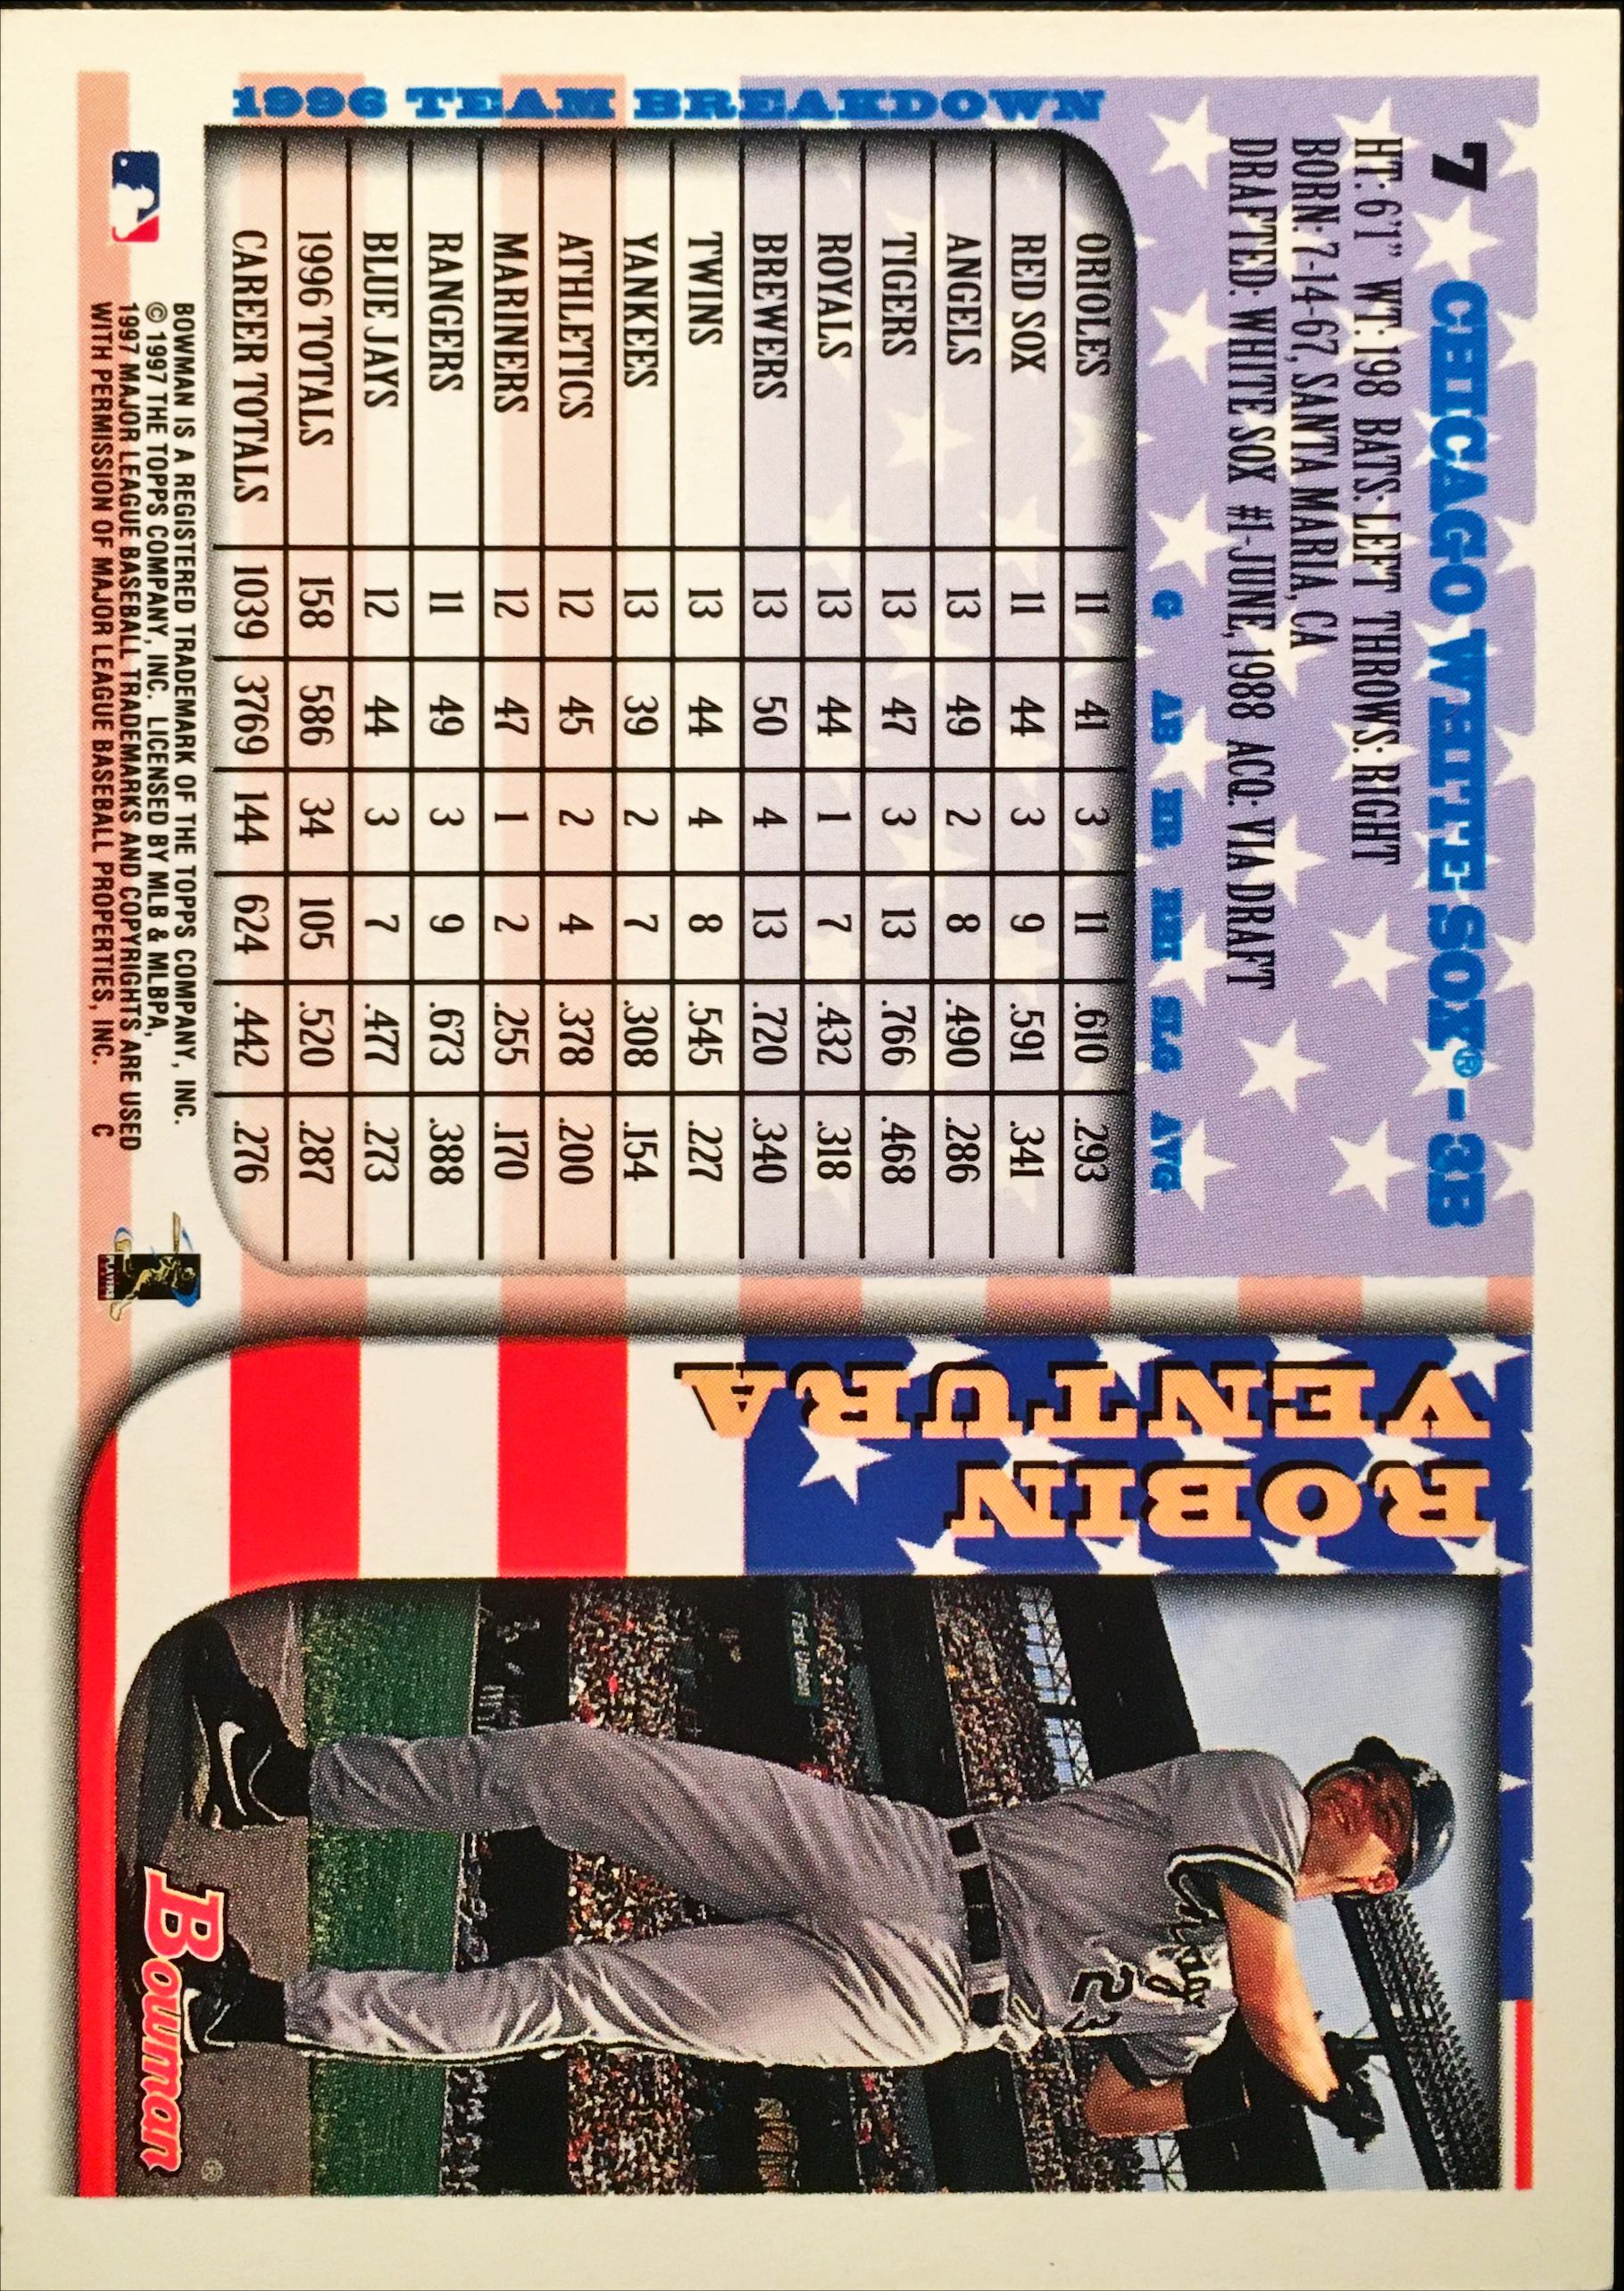 7 ★ CHICAGO WHITE SOX® - 3B
HT: 6'1" WT: 198 BATS: LEFT THROWS: RIGHT
BORN: 7-14-67, SANTA MARIA, CA
DRAFTED: WHITE SOX #1-JUNE, 1988 ACQ: VIA DRAFT
G AB HR RBI SLG AVG
ORIOLES 11 41 3 11 .610 .293
RED SOX 11 44 3 9 .591 .341
ANGELS 13 49 2 8 .490 .286
TIGERS 13 47 3 13 .766 .468
ROYALS 13 44 1 7 .432 .318
BREWERS 13 50 4 13 .720 .340
TWINS 13 44 4 8 .545 .227
YANKEES 13 39 2 7 .308 .154
ATHLETICS 12 45 2 4 .378 .200
MARINERS 12 47 1 2 .255 .170
RANGERS 11 49 3 9 .673 .388
BLUE JAYS 12 44 3 7 .477 .273
1996 TOTALS 158 586 34 105 .520 .287
CAREER TOTALS 1039 3769 144 624 .442 .276
1996 TEAM BREAKDOWN
BOWMAN IS A REGISTERED TRADEMARK OF THE TOPPS COMPANY, INC.
© 1997 THE TOPPS COMPANY, INC. LICENSED BY MLB & MLBPA,
1997 MAJOR LEAGUE BASEBALL TRADEMARKS AND COPYRIGHTS ARE USED
WITH PERMISSION OF MAJOR LEAGUE BASEBALL PROPERTIES, INC. C
PLAYERS
ROBIN
VENTURA
First Union
23
Bowman®